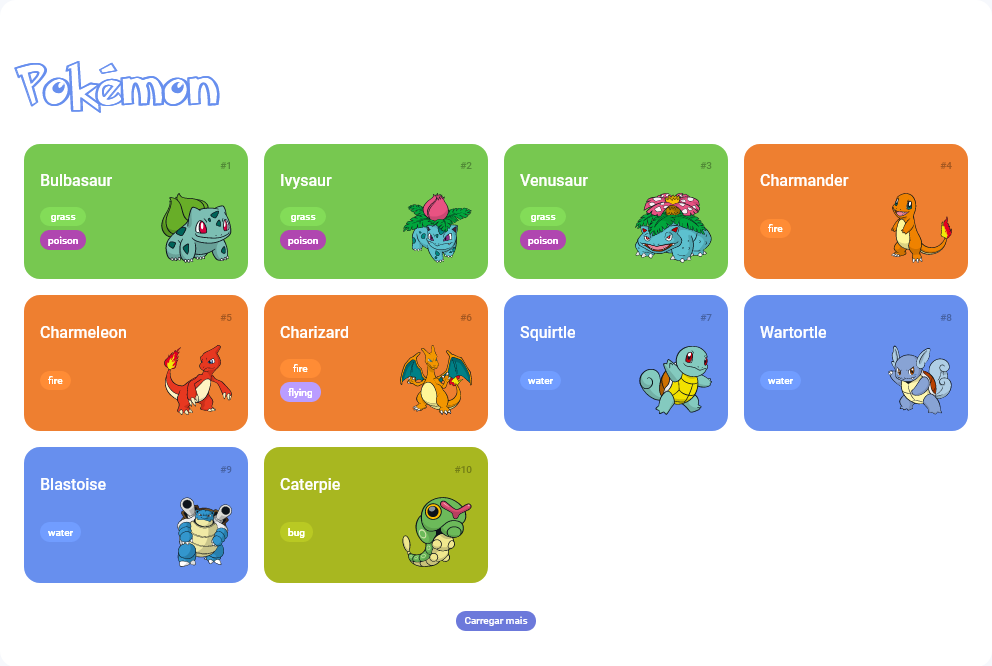 Pokémon
#1
Bulbasaur
grass
poison
#2
Ivysaur
grass
poison
#3
Venusaur
grass
poison
#4
Charmander
fire
#5
Charmeleon
fire
#6
Charizard
fire
flying
#7
Squirtle
water
#8
Wartortle
water
#9
Blastoise
water
#10
Caterpie
bug
Carregar mais